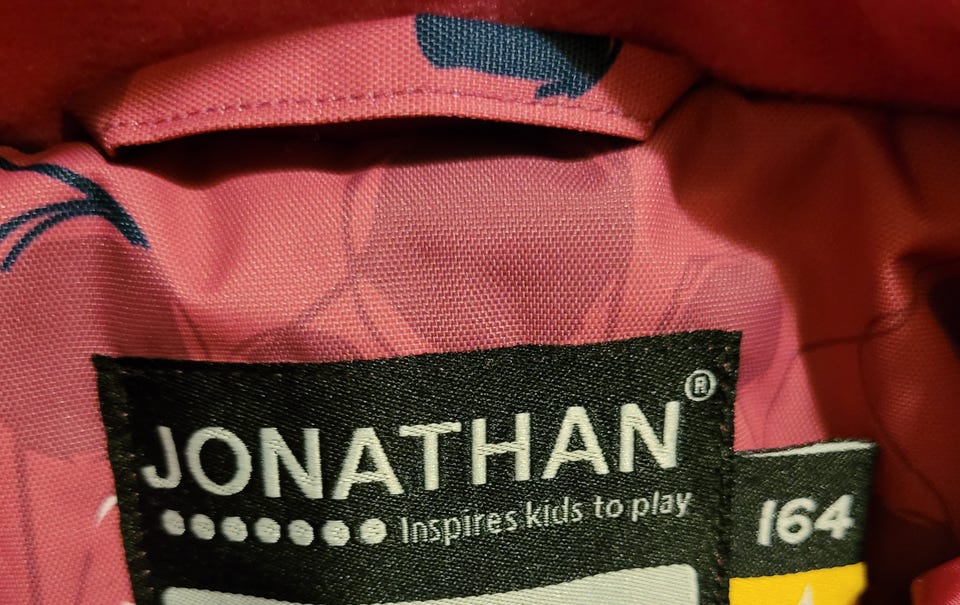 JONATHAN®
Inspires kids to play
164